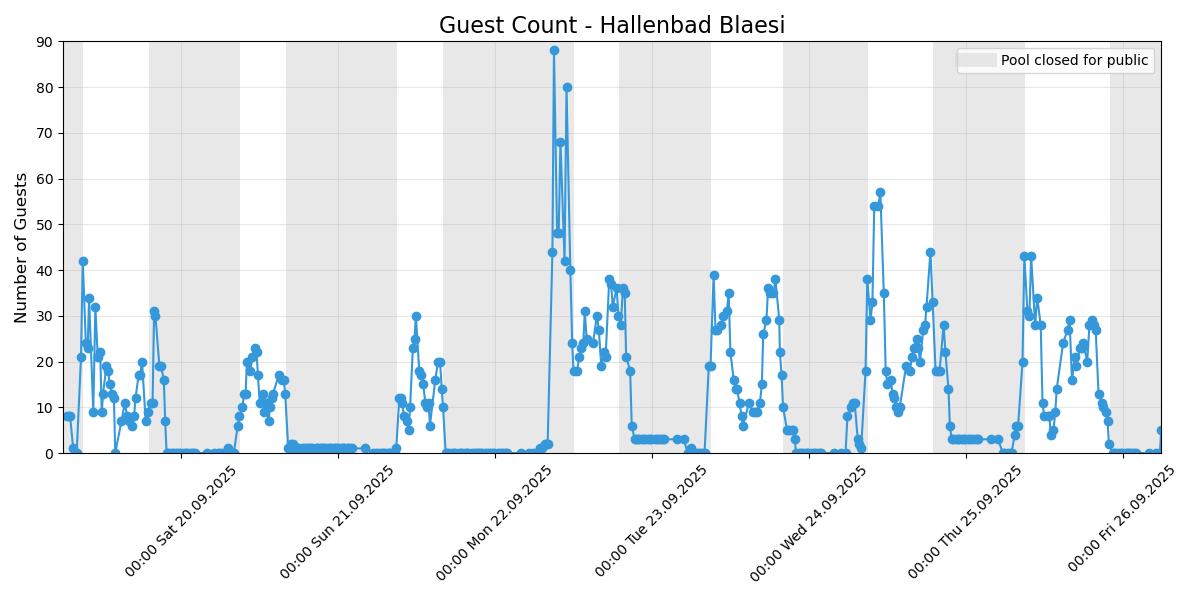 Guest Count - Hallenbad Blaesi
Pool closed for public
Number of Guests
90
80
70
60
50
40
30
20
10
0
00:00 Sat 20.09.2025
00:00 Sun 21.09.2025
00:00 Mon 22.09.2025
00:00 Tue 23.09.2025
00:00 Wed 24.09.2025
00:00 Thu 25.09.2025
00:00 Fri 26.09.2025